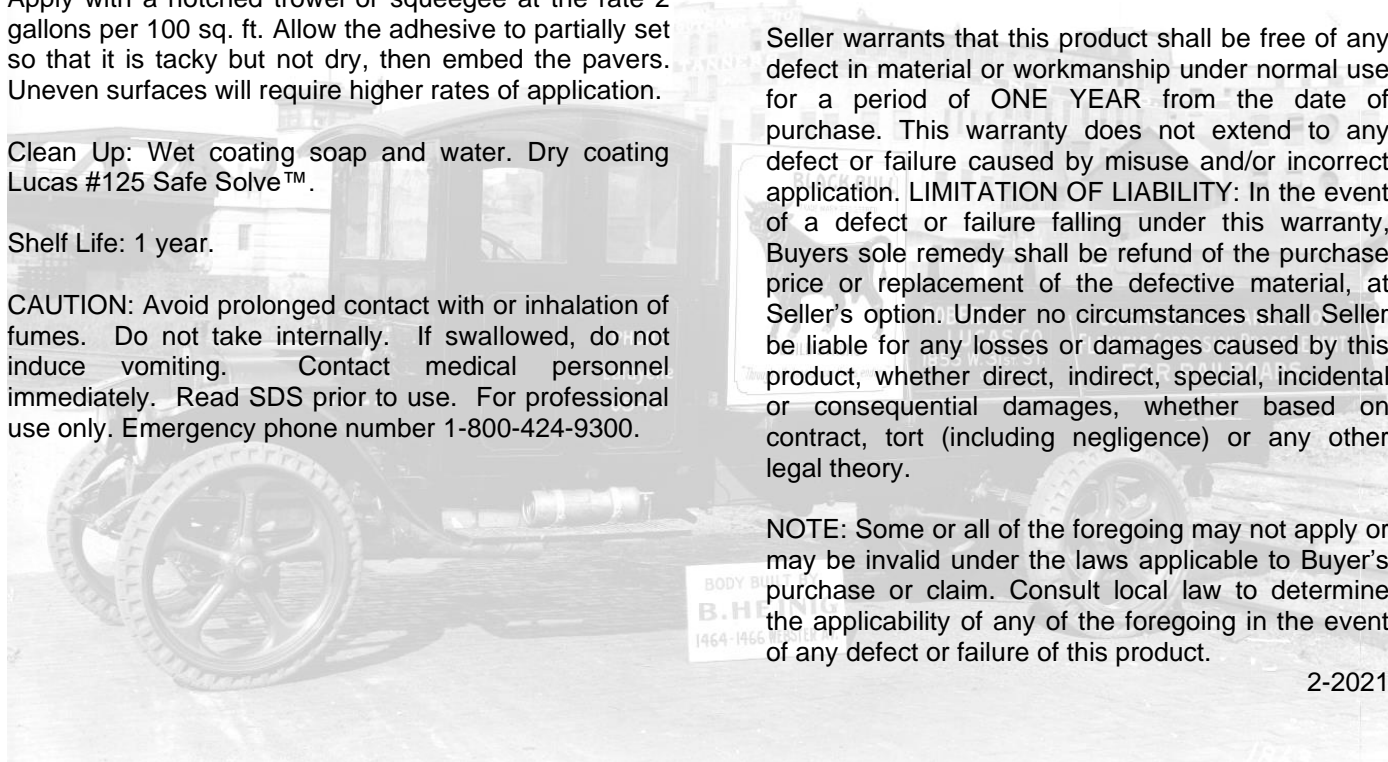 Apply with a notched trowel or squeegee at the rate 2
gallons per 100 sq. ft. Allow the adhesive to partially set
so that it is tacky but not dry, then embed the pavers.
Uneven surfaces will require higher rates of application.
Clean Up: Wet coating soap and water. Dry coating
Lucas #125 Safe Solve™.
Shelf Life: 1 year.
CAUTION: Avoid prolonged contact with or inhalation of
fumes. Do not take internally. If swallowed, do not
induce vomiting. Contact medical personnel
immediately. Read SDS prior to use. For professional
use only. Emergency phone number 1-800-424-9300.
Seller warrants that this product shall be free of any
defect in material or workmanship under normal use
for a period of ONE YEAR from the date of
purchase. This warranty does not extend to any
defect or failure caused by misuse and/or incorrect
application. LIMITATION OF LIABILITY: In the event
of a defect or failure falling under this warranty,
Buyers sole remedy shall be refund of the purchase
price or replacement of the defective material, at
Seller's option. Under no circumstances shall Seller
be liable for any losses or damages caused by this
product, whether direct, indirect, special, incidental
or consequential damages, whether based on
contract, tort (including negligence) or any other
legal theory.
NOTE: Some or all of the foregoing may not apply or
may be invalid under the laws applicable to Buyer's
purchase or claim. Consult local law to determine
the applicability of any of the foregoing in the event
of any defect or failure of this product.
2-2021
BLACK BULL
LUCAS CO
FOR RAILROADS
Lafayette
BODY BUILT BY
B. HEINIG
1464-1466 WEBSTER AV.